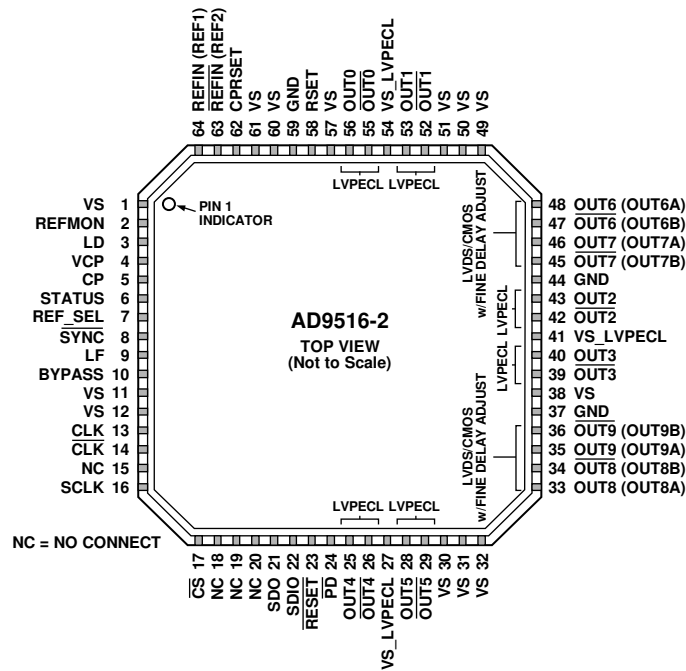 64 REFIN (REF1)
63 REFIN (REF2)
62 CPRSET
61 VS
60 VS
59 GND
58 RSET
57 VS
56 OUT0
55 OUT0
54 VS_LVPECL
53 OUT1
52 OUT1
51 VS
50 VS
49 VS
LVPECL LVPECL
PIN 1
INDICATOR
VS 1
REFMON 2
LD 3
VCP 4
CP 5
STATUS 6
REF_SEL 7
SYNC 8
LF 9
BYPASS 10
VS 11
VS 12
CLK 13
CLK 14
NC 15
SCLK 16
AD9516-2
TOP VIEW
(Not to Scale)
LVDS/CMOS
w/FINE DELAY ADJUST
LVPECL
LVPECL
LVDS/CMOS
w/FINE DELAY ADJUST
48 OUT6 (OUT6A)
47 OUT6 (OUT6B)
46 OUT7 (OUT7A)
45 OUT7 (OUT7B)
44 GND
43 OUT2
42 OUT2
41 VS_LVPECL
40 OUT3
39 OUT3
38 VS
37 GND
36 OUT9 (OUT9B)
35 OUT9 (OUT9A)
34 OUT8 (OUT8B)
33 OUT8 (OUT8A)
LVPECL LVPECL
NC = NO CONNECT
CS 17
NC 18
NC 19
NC 20
SDO 21
SDIO 22
RESET 23
PD 24
OUT4 25
OUT4 26
VS_LVPECL 27
OUT5 28
OUT5 29
VS 30
VS 31
VS 32